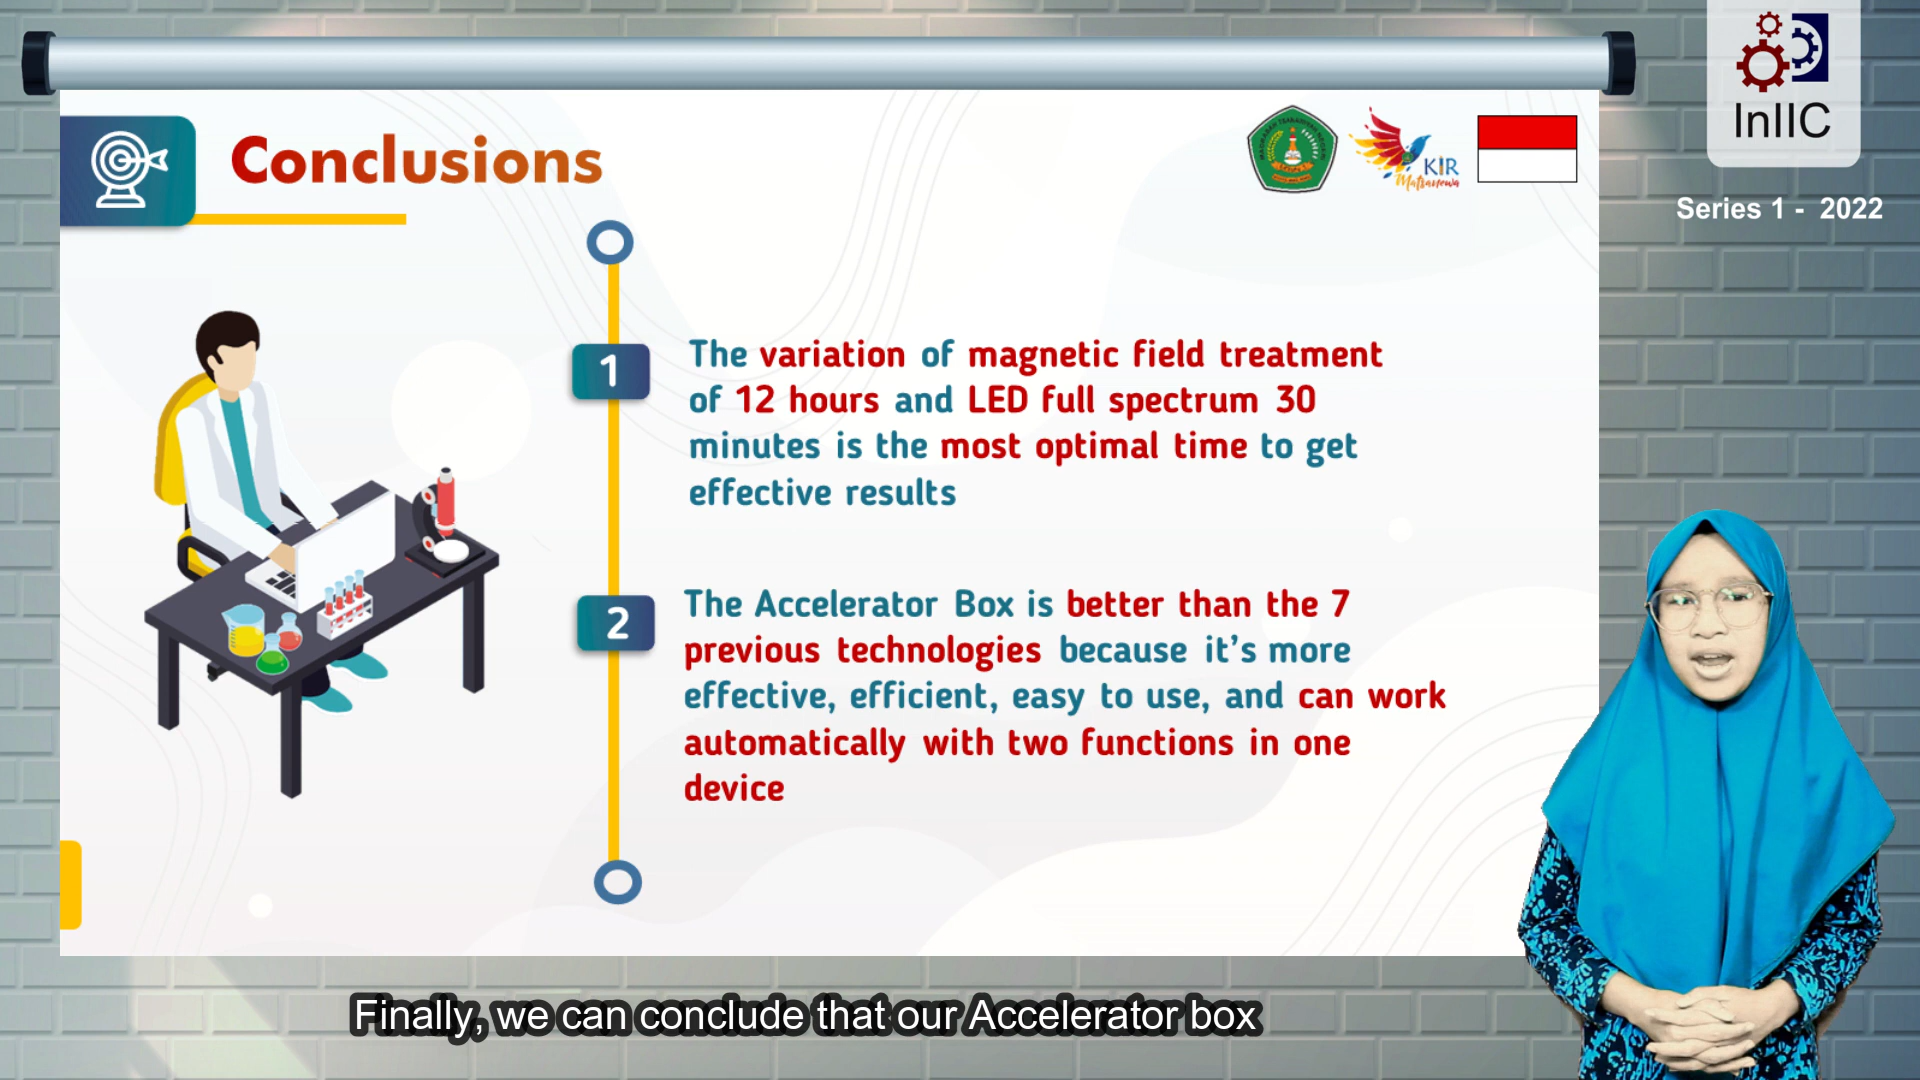 InIIC
Series 1 - 2022
Conclusions
KIR
1
The variation of magnetic field treatment
of 12 hours and LED full spectrum 30
minutes is the most optimal time to get
effective results
2
The Accelerator Box is better than the 7
previous technologies because it’s more
effective, efficient, easy to use, and can work
automatically with two functions in one
device
Finally, we can conclude that our Accelerator box